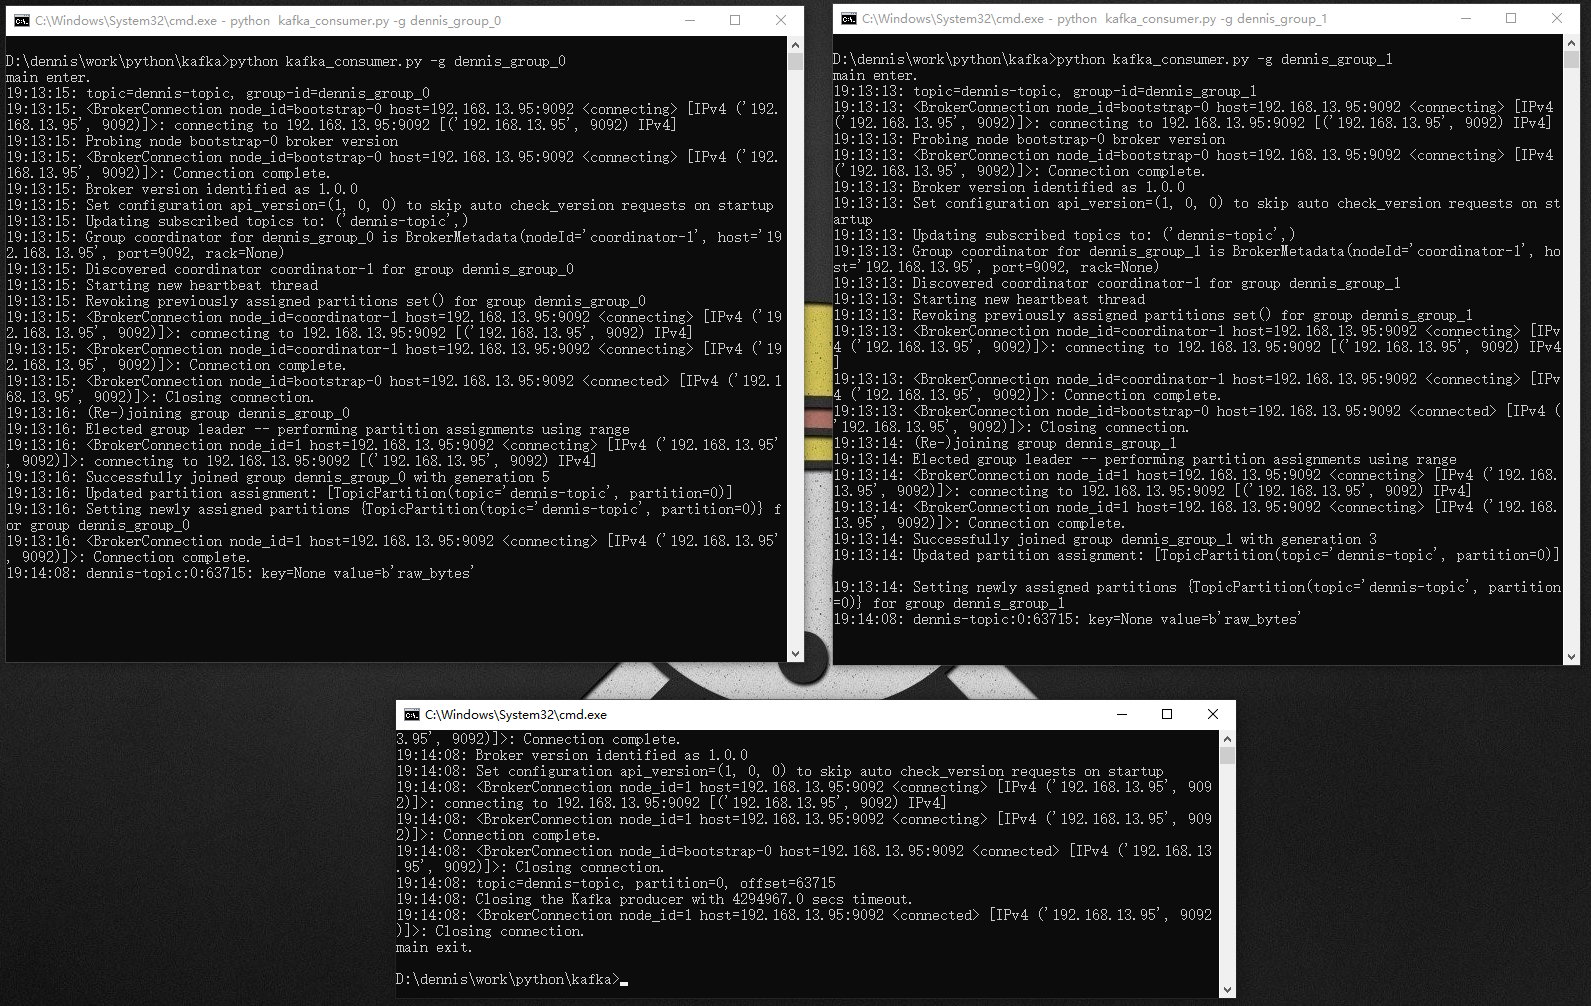 C:\Windows\System32\cmd.exe - python  kafka_consumer.py -g dennis_group_0
D:\dennis\work\python\kafka>python kafka_consumer.py -g dennis_group_0
main enter.
19:13:15: topic=dennis-topic, group-id=dennis_group_0
19:13:15: <BrokerConnection node_id=bootstrap-0 host=192.168.13.95:9092 <connecting> [IPv4 ('192.
168.13.95', 9092)]>: connecting to 192.168.13.95:9092 [('192.168.13.95', 9092) IPv4]
19:13:15: Probing node bootstrap-0 broker version
19:13:15: <BrokerConnection node_id=bootstrap-0 host=192.168.13.95:9092 <connecting> [IPv4 ('192.
168.13.95', 9092)]>: Connection complete.
19:13:15: Broker version identified as 1.0.0
19:13:15: Set configuration api_version=(1, 0, 0) to skip auto check_version requests on startup
19:13:15: Updating subscribed topics to: ('dennis-topic',)
19:13:15: Group coordinator for dennis_group_0 is BrokerMetadata(nodeId='coordinator-1', host='19
2.168.13.95', port=9092, rack=None)
19:13:15: Discovered coordinator coordinator-1 for group dennis_group_0
19:13:15: Starting new heartbeat thread
19:13:15: Revoking previously assigned partitions set() for group dennis_group_0
19:13:15: <BrokerConnection node_id=coordinator-1 host=192.168.13.95:9092 <connecting> [IPv4 ('19
2.168.13.95', 9092)]>: connecting to 192.168.13.95:9092 [('192.168.13.95', 9092) IPv4]
19:13:15: <BrokerConnection node_id=coordinator-1 host=192.168.13.95:9092 <connecting> [IPv4 ('19
2.168.13.95', 9092)]>: Connection complete.
19:13:15: <BrokerConnection node_id=bootstrap-0 host=192.168.13.95:9092 <connected> [IPv4 ('192.1
68.13.95', 9092)]>: Closing connection.
19:13:16: (Re-)joining group dennis_group_0
19:13:16: Elected group leader -- performing partition assignments using range
19:13:16: <BrokerConnection node_id=1 host=192.168.13.95:9092 <connecting> [IPv4 ('192.168.13.95'
, 9092)]>: connecting to 192.168.13.95:9092 [('192.168.13.95', 9092) IPv4]
19:13:16: Successfully joined group dennis_group_0 with generation 5
19:13:16: Updated partition assignment: [TopicPartition(topic='dennis-topic', partition=0)]
19:13:16: Setting newly assigned partitions {TopicPartition(topic='dennis-topic', partition=0)} f
or group dennis_group_0
19:13:16: <BrokerConnection node_id=1 host=192.168.13.95:9092 <connecting> [IPv4 ('192.168.13.95'
, 9092)]>: Connection complete.
19:14:08: dennis-topic:0:63715: key=None value=b'raw_bytes'
C:\Windows\System32\cmd.exe - python  kafka_consumer.py -g dennis_group_1
D:\dennis\work\python\kafka>python kafka_consumer.py -g dennis_group_1
main enter.
19:13:13: topic=dennis-topic, group-id=dennis_group_1
19:13:13: <BrokerConnection node_id=bootstrap-0 host=192.168.13.95:9092 <connecting> [IPv4
('192.168.13.95', 9092)]>: connecting to 192.168.13.95:9092 [('192.168.13.95', 9092) IPv4]
19:13:13: Probing node bootstrap-0 broker version
19:13:13: <BrokerConnection node_id=bootstrap-0 host=192.168.13.95:9092 <connecting> [IPv4
('192.168.13.95', 9092)]>: Connection complete.
19:13:13: Broker version identified as 1.0.0
19:13:13: Set configuration api_version=(1, 0, 0) to skip auto check_version requests on st
artup
19:13:13: Updating subscribed topics to: ('dennis-topic',)
19:13:13: Group coordinator for dennis_group_1 is BrokerMetadata(nodeId='coordinator-1', ho
st='192.168.13.95', port=9092, rack=None)
19:13:13: Discovered coordinator coordinator-1 for group dennis_group_1
19:13:13: Starting new heartbeat thread
19:13:13: Revoking previously assigned partitions set() for group dennis_group_1
19:13:13: <BrokerConnection node_id=coordinator-1 host=192.168.13.95:9092 <connecting> [IPv
4 ('192.168.13.95', 9092)]>: connecting to 192.168.13.95:9092 [('192.168.13.95', 9092) IPv4
]
19:13:13: <BrokerConnection node_id=coordinator-1 host=192.168.13.95:9092 <connecting> [IPv
4 ('192.168.13.95', 9092)]>: Connection complete.
19:13:13: <BrokerConnection node_id=bootstrap-0 host=192.168.13.95:9092 <connected> [IPv4 (
'192.168.13.95', 9092)]>: Closing connection.
19:13:14: (Re-)joining group dennis_group_1
19:13:14: Elected group leader -- performing partition assignments using range
19:13:14: <BrokerConnection node_id=1 host=192.168.13.95:9092 <connecting> [IPv4 ('192.168.
13.95', 9092)]>: connecting to 192.168.13.95:9092 [('192.168.13.95', 9092) IPv4]
19:13:14: <BrokerConnection node_id=1 host=192.168.13.95:9092 <connecting> [IPv4 ('192.168.
13.95', 9092)]>: Connection complete.
19:13:14: Successfully joined group dennis_group_1 with generation 3
19:13:14: Updated partition assignment: [TopicPartition(topic='dennis-topic', partition=0)]
19:13:14: Setting newly assigned partitions {TopicPartition(topic='dennis-topic', partition
=0)} for group dennis_group_1
19:14:08: dennis-topic:0:63715: key=None value=b'raw_bytes'
C:\Windows\System32\cmd.exe
3.95', 9092)]>: Connection complete.
19:14:08: Broker version identified as 1.0.0
19:14:08: Set configuration api_version=(1, 0, 0) to skip auto check_version requests on startup
19:14:08: <BrokerConnection node_id=1 host=192.168.13.95:9092 <connecting> [IPv4 ('192.168.13.95', 909
2)]>: connecting to 192.168.13.95:9092 [('192.168.13.95', 9092) IPv4]
19:14:08: <BrokerConnection node_id=1 host=192.168.13.95:9092 <connecting> [IPv4 ('192.168.13.95', 909
2)]>: Connection complete.
19:14:08: <BrokerConnection node_id=bootstrap-0 host=192.168.13.95:9092 <connected> [IPv4 ('192.168.13
.95', 9092)]>: Closing connection.
19:14:08: topic=dennis-topic, partition=0, offset=63715
19:14:08: Closing the Kafka producer with 4294967.0 secs timeout.
19:14:08: <BrokerConnection node_id=1 host=192.168.13.95:9092 <connected> [IPv4 ('192.168.13.95', 9092
)]>: Closing connection.
main exit.
D:\dennis\work\python\kafka>